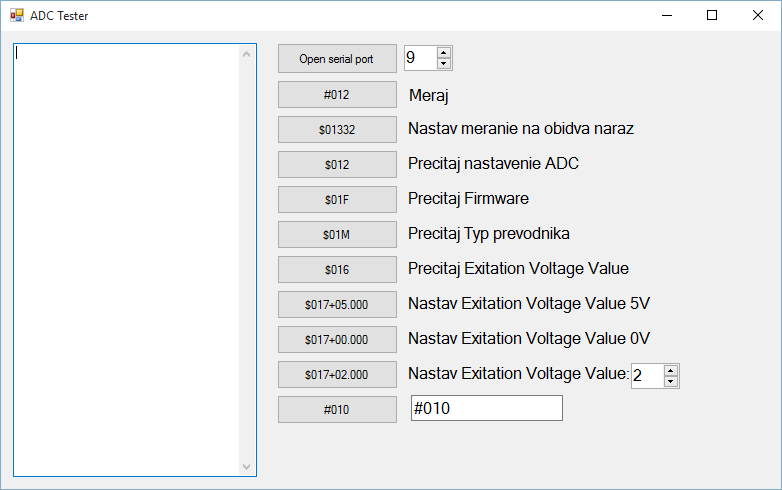 ADC Tester
Open serial port 9
#012 Meraj
$01332 Nastav meranie na obidva naraz
$012 Precitaj nastavenie ADC
$01F Precitaj Firmware
$01M Precitaj Typ prevodnika
$016 Precitaj Exitation Voltage Value
$017+05.000 Nastav Exitation Voltage Value 5V
$017+00.000 Nastav Exitation Voltage Value 0V
$017+02.000 Nastav Exitation Voltage Value: 2
#010 #010